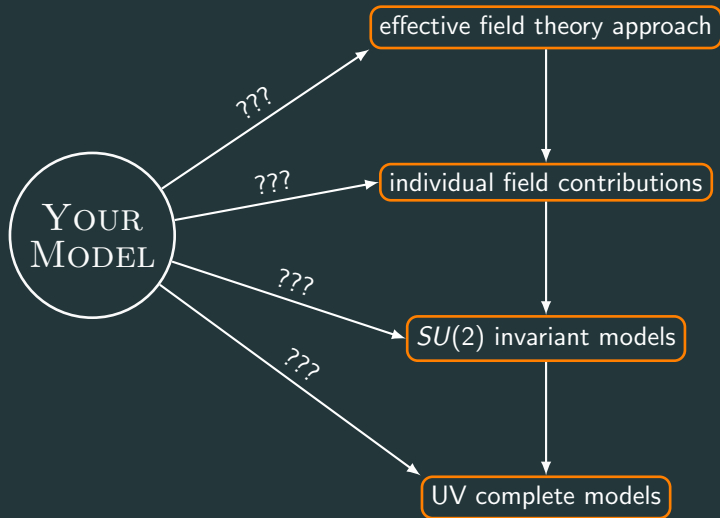 effective field theory approach
???
???
individual field contributions
YOUR
MODEL
???
SU(2) invariant models
???
UV complete models